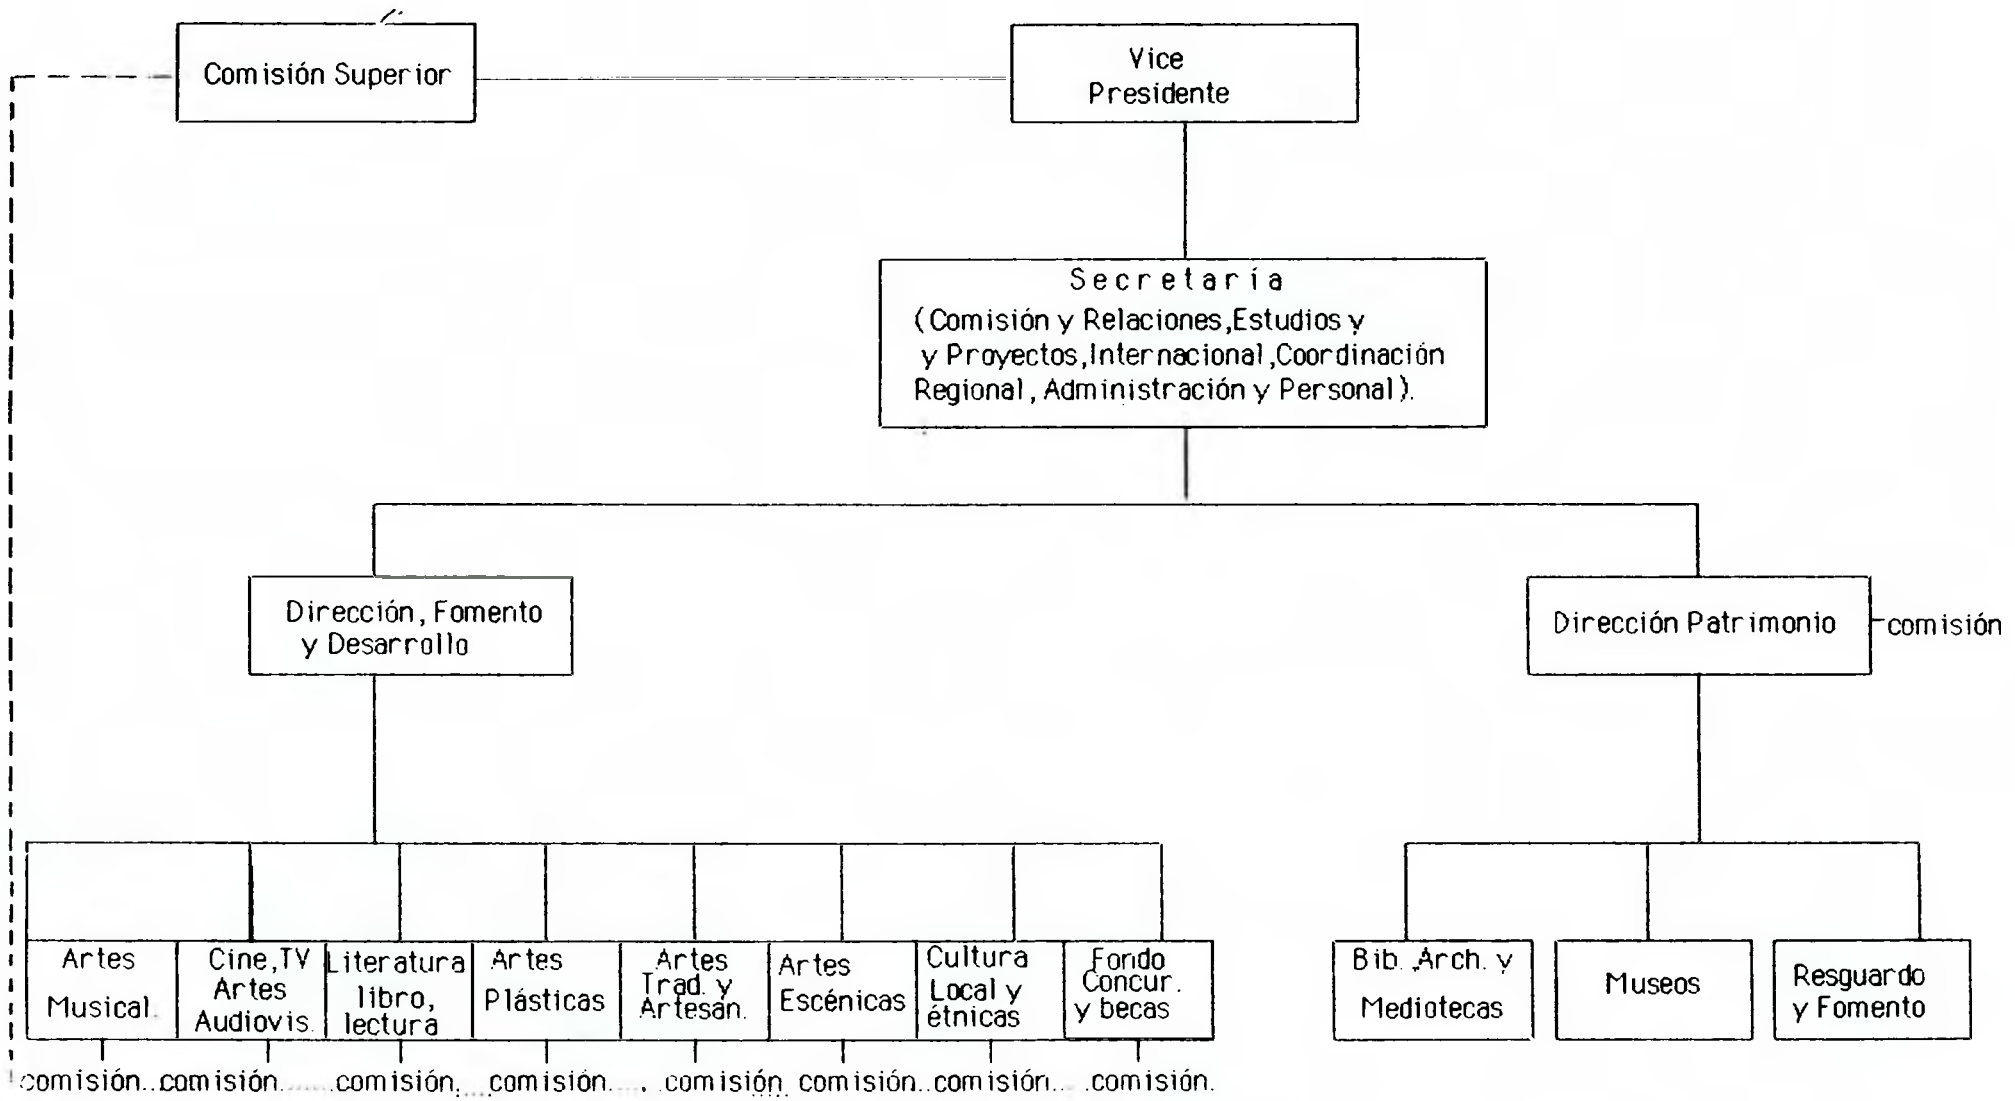 Comisión Superior
Vice
Presidente
Secretaría
(Comisión y Relaciones,Estudios y
y Proyectos,Internacional,Coordinación
Regional, Administración y Personal).
Dirección, Fomento
y Desarrollo
Dirección Patrimonio
comisión
Artes
Musical.
Cine,TV
Artes
Audiovis.
Literatura
libro,
lectura
Artes
Plásticas
Artes
Trad. y
Artesán.
Artes
Escénicas
Cultura
Local y
étnicas
Fondo
Concur.
y becas
Bib. Arch. y
Mediotecas
Museos
Resguardo
y Fomento
comisión..comisión.....comisión....comisión.....comisión. comisión..comisión....comisión.